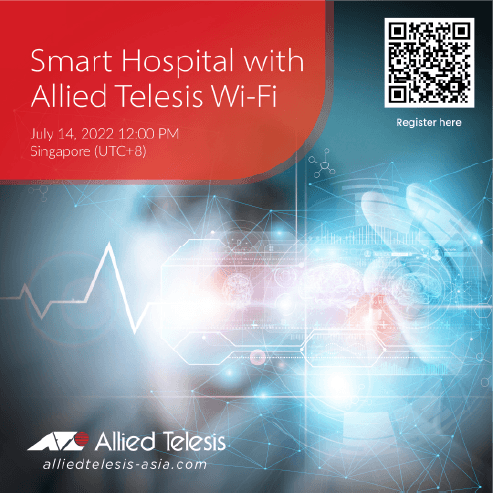 Smart Hospital with
Allied Telesis Wi-Fi
July 14, 2022 12:00 PM
Singapore (UTC+8)
Register here
Allied Telesis
alliedtelesis-asia.com